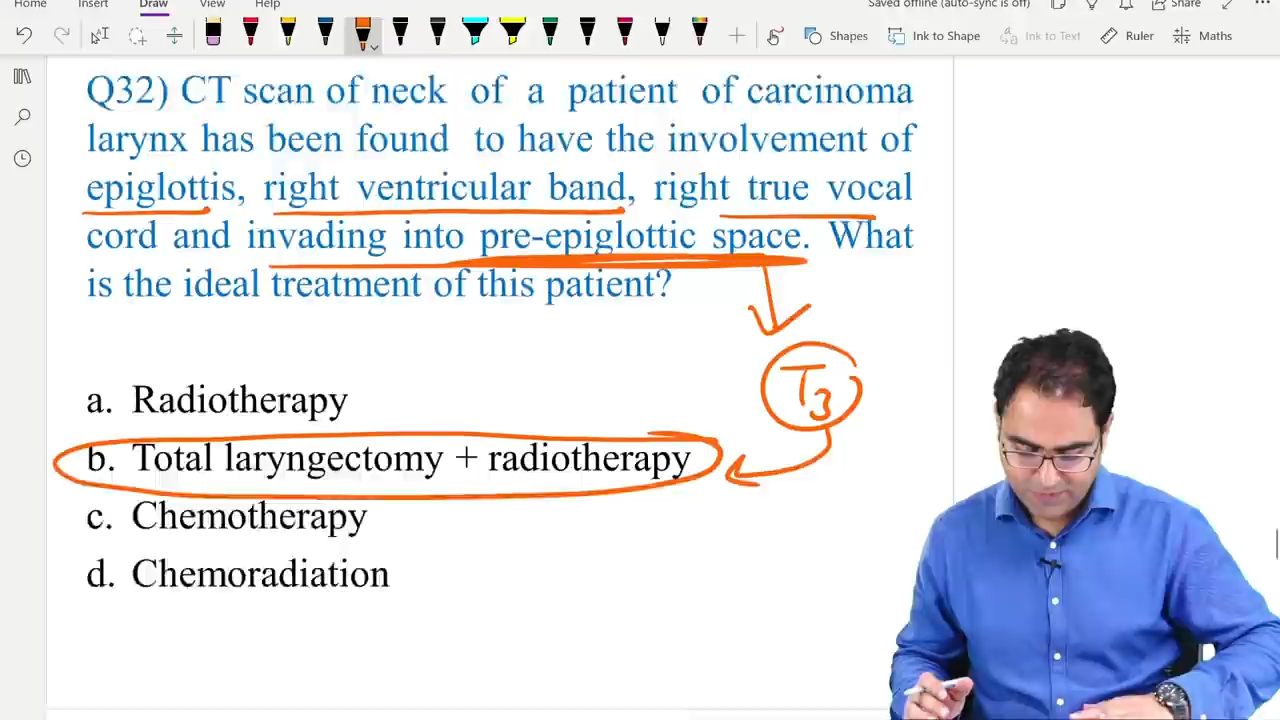 Home Insert Draw View Help Saved offline (auto-sync is off) Share
Shapes Ink to Shape Ink to Text Ruler Maths
Q32) CT scan of neck of a patient of carcinoma
larynx has been found to have the involvement of
epiglottis, right ventricular band, right true vocal
cord and invading into pre-epiglottic space. What
is the ideal treatment of this patient?
T3
a. Radiotherapy
b. Total laryngectomy + radiotherapy
c. Chemotherapy
d. Chemoradiation